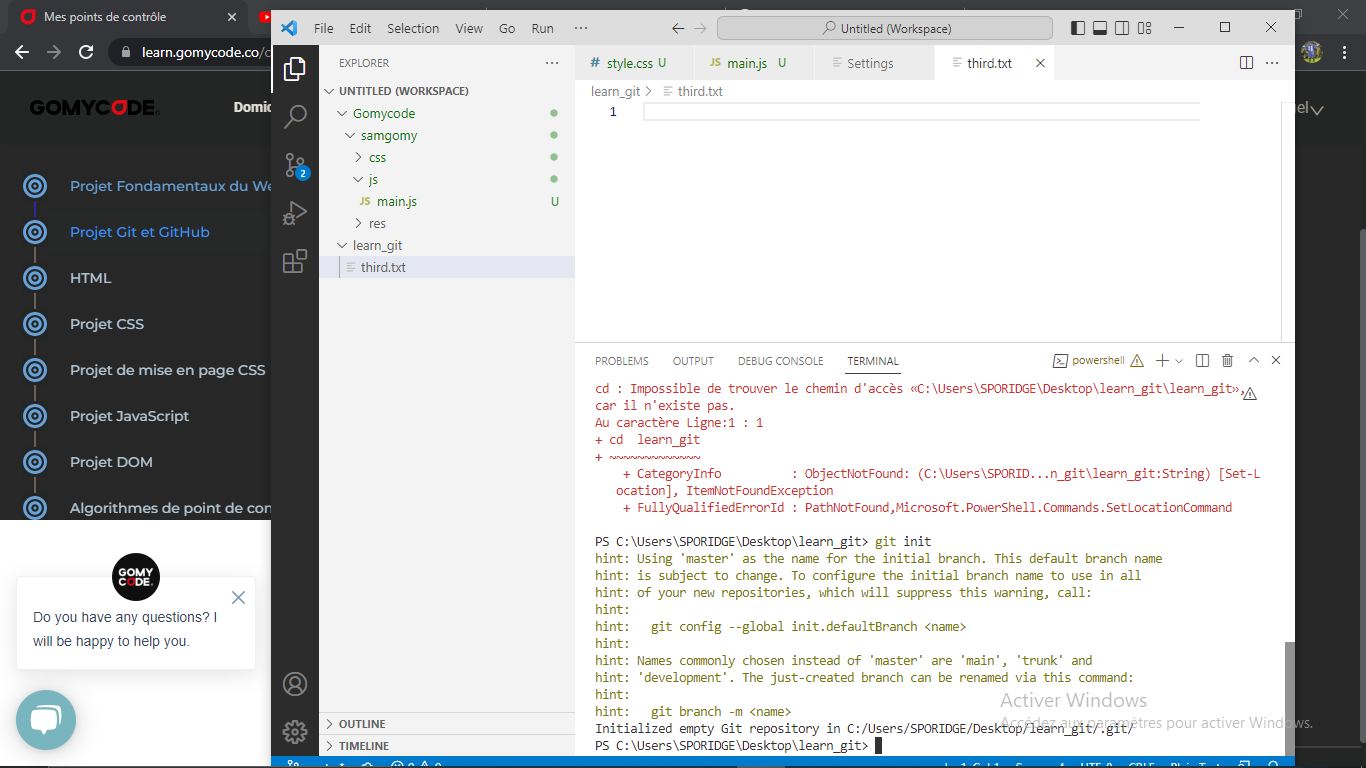 Mes points de contrôle
learn.gomycode.co/
GOMYCODE
Projet Fondamentaux du We
Projet Git et GitHub
HTML
Projet CSS
Projet de mise en page CSS
Projet JavaScript
Projet DOM
Algorithmes de point de con
GOMY
CODE
Do you have any questions? I
will be happy to help you.
File Edit Selection View Go Run ···
Untitled (Workspace)
EXPLORER ···
UNTITLED (WORKSPACE)
Gomycode
samgomy
css
js
JS main.js U
res
learn_git
third.txt
2
OUTLINE
TIMELINE
# style.css U
JS main.js U
Settings
third.txt
learn_git > third.txt
1
PROBLEMS OUTPUT DEBUG CONSOLE TERMINAL
powershell
cd : Impossible de trouver le chemin d'accès «C:\Users\SPORIDGE\Desktop\learn_git\learn_git»,
car il n'existe pas.
Au caractère Ligne:1 : 1
+ cd  learn_git
+ ~~~~~~~~~~~~~
    + CategoryInfo          : ObjectNotFound: (C:\Users\SPORID...n_git\learn_git:String) [Set-L
   ocation], ItemNotFoundException
    + FullyQualifiedErrorId : PathNotFound,Microsoft.PowerShell.Commands.SetLocationCommand
PS C:\Users\SPORIDGE\Desktop\learn_git> git init
hint: Using 'master' as the name for the initial branch. This default branch name
hint: is subject to change. To configure the initial branch name to use in all
hint: of your new repositories, which will suppress this warning, call:
hint:
hint:   git config --global init.defaultBranch <name>
hint:
hint: Names commonly chosen instead of 'master' are 'main', 'trunk' and
hint: 'development'. The just-created branch can be renamed via this command:
hint:
hint:   git branch -m <name>
Initialized empty Git repository in C:/Users/SPORIDGE/Desktop/learn_git/.git/
PS C:\Users\SPORIDGE\Desktop\learn_git>
Activer Windows
Accédez aux paramètres pour activer Windows.